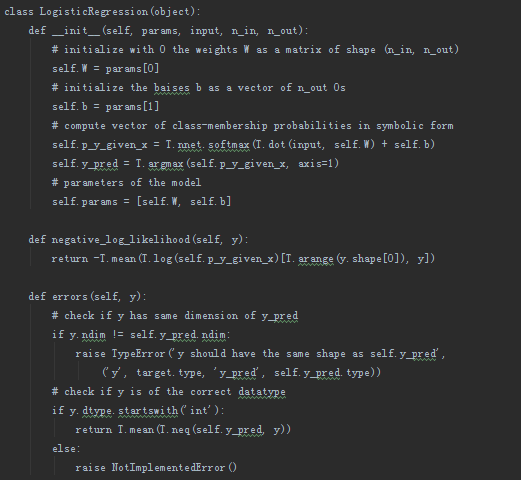 class LogisticRegression(object):
    def __init__(self, params, input, n_in, n_out):
        # initialize with 0 the weights W as a matrix of shape (n_in, n_out)
        self.W = params[0]
        # initialize the baises b as a vector of n_out 0s
        self.b = params[1]
        # compute vector of class-membership probabilities in symbolic form
        self.p_y_given_x = T.nnet.softmax(T.dot(input, self.W) + self.b)
        self.y_pred = T.argmax(self.p_y_given_x, axis=1)
        # parameters of the model
        self.params = [self.W, self.b]

    def negative_log_likelihood(self, y):
        return -T.mean(T.log(self.p_y_given_x)[T.arange(y.shape[0]), y])

    def errors(self, y):
        # check if y has same dimension of y_pred
        if y.ndim != self.y_pred.ndim:
            raise TypeError('y should have the same shape as self.y_pred',
                ('y', target.type, 'y_pred', self.y_pred.type))
        # check if y is of the correct datatype
        if y.dtype.startswith('int'):
            return T.mean(T.neq(self.y_pred, y))
        else:
            raise NotImplementedError()